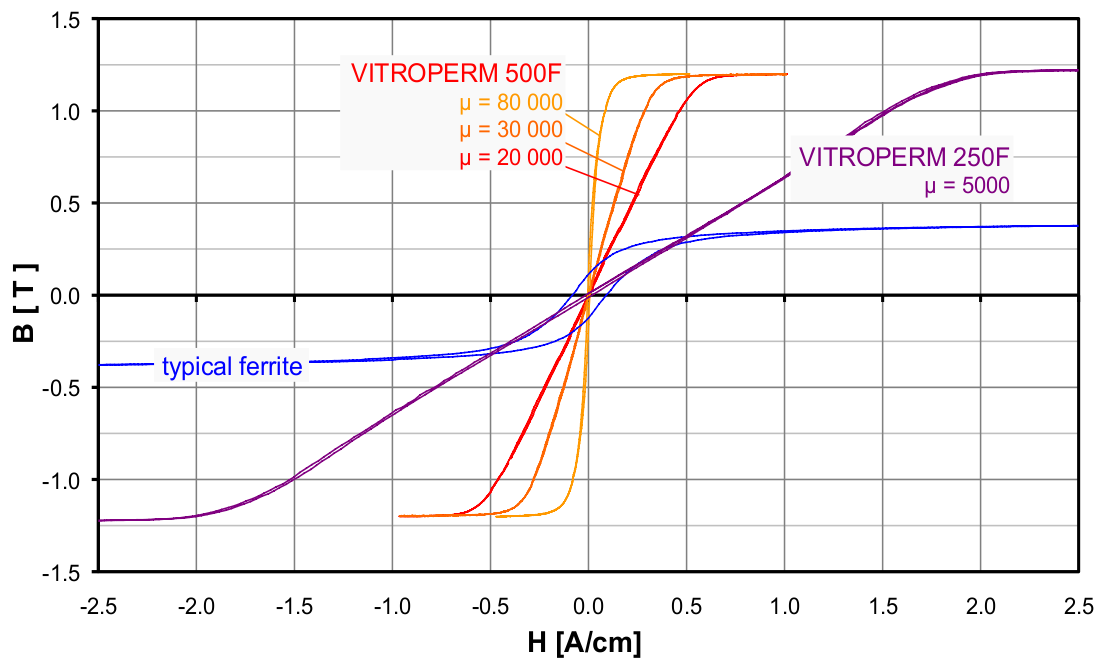 1.5
VITROPERM 500F
µ = 80 000
1.0
µ = 30 000
µ = 20 000
VITROPERM 250F
µ = 5000
0.5
B [ T ]
0.0
typical ferrite
-0.5
-1.0
-1.5
-2.5 -2.0 -1.5 -1.0 -0.5 0.0 0.5 1.0 1.5 2.0 2.5
H [A/cm]